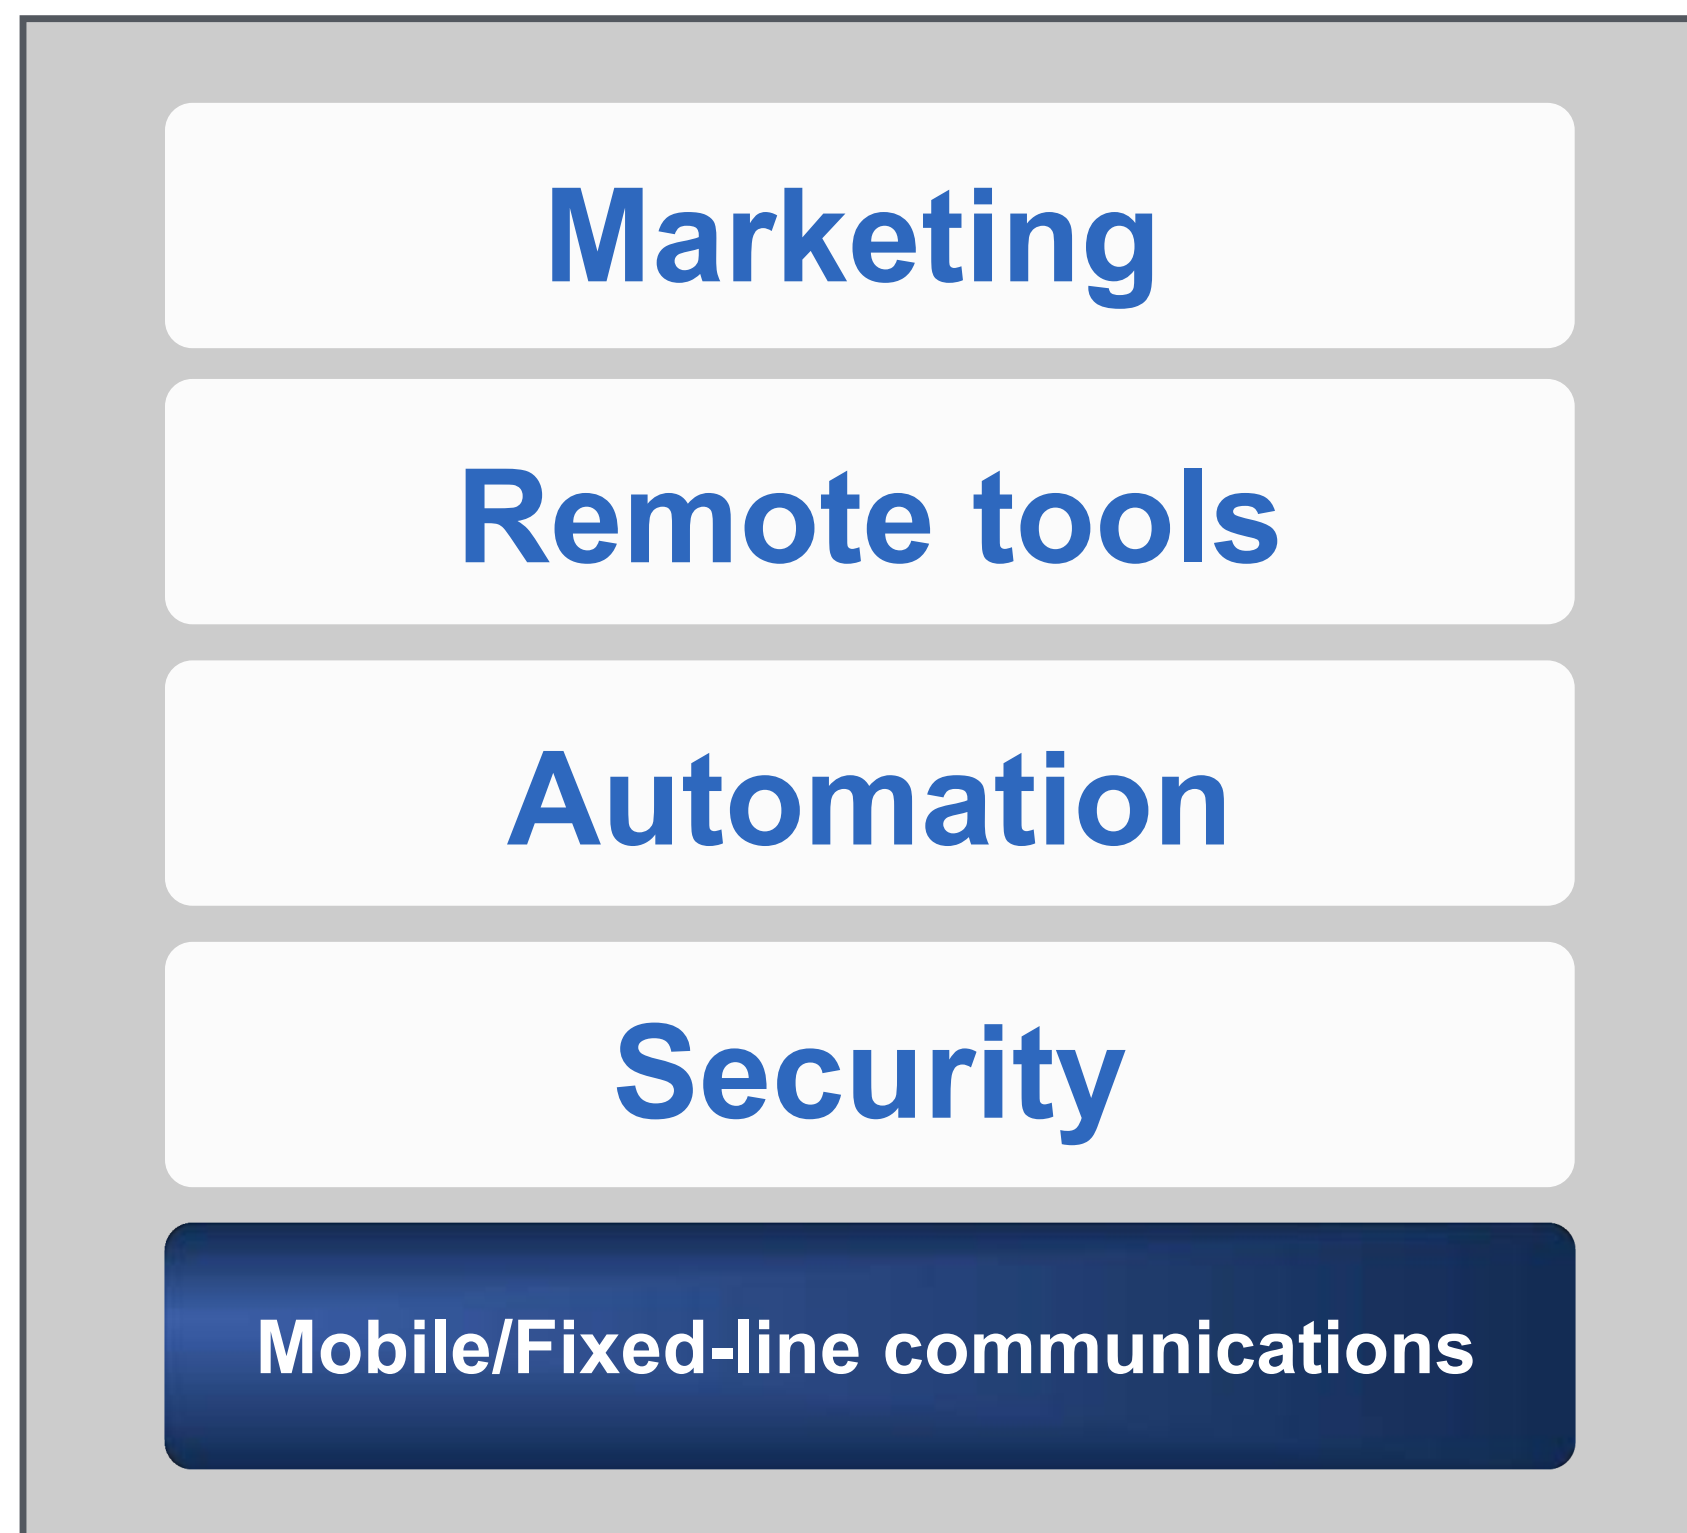 Marketing
Remote tools
Automation
Security
Mobile/Fixed-line communications